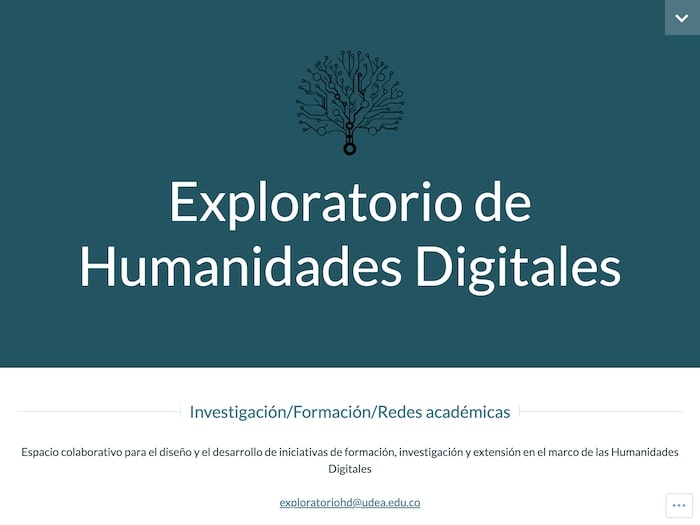 Exploratorio de
Humanidades Digitales
Investigación/Formación/Redes académicas
Espacio colaborativo para el diseño y el desarrollo de iniciativas de formación, investigación y extensión en el marco de las Humanidades
Digitales
exploratoriohd@udea.edu.co